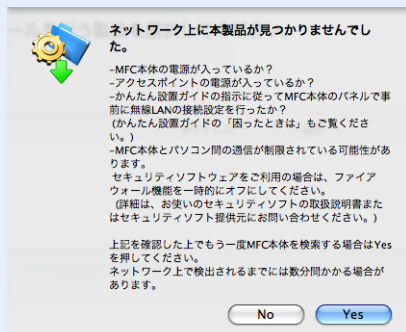 ネットワーク上に本製品が見つかりませんでし
た。
–MFC本体の電源が入っているか？
–アクセスポイントの電源が入っているか？
–かんたん設置ガイドの指示に従ってMFC本体のパネルで事
前に無線LANの接続設定を行ったか？
（かんたん設置ガイドの「困ったときは」もご覧くださ
い。）
–MFC本体とパソコン間の通信が制限されている可能性があ
ります。
セキュリティソフトウェアをご利用の場合は、ファイア
ウォール機能を一時的にオフにしてください。
（詳細は、お使いのセキュリティソフトの取扱説明書また
はセキュリティソフト提供元にお問い合わせください。）
上記を確認した上でもう一度MFC本体を検索する場合はYes
を押してください。
ネットワーク上で検出されるまでには数分間かかる場合が
あります。
No
Yes